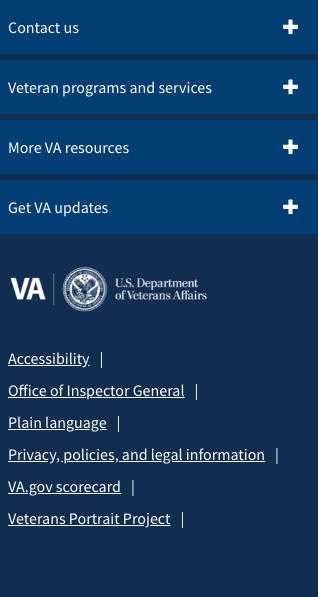 Contact us
Veteran programs and services
More VA resources
Get VA updates
VA
U.S. Department
of Veterans Affairs
Accessibility |
Office of Inspector General |
Plain language |
Privacy, policies, and legal information |
VA.gov scorecard |
Veterans Portrait Project |